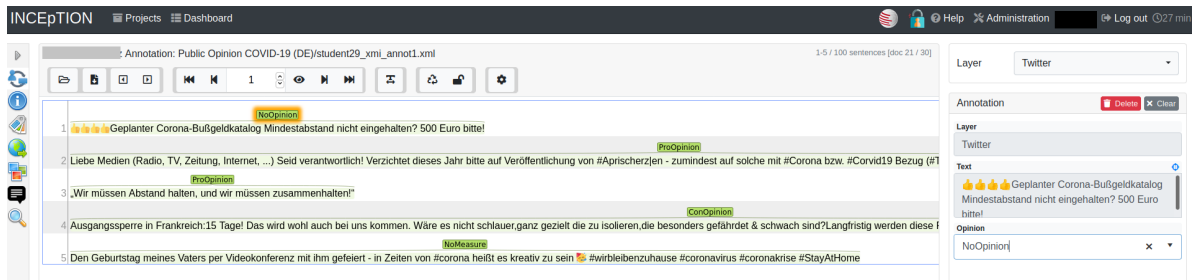 INCEpTION Projects Dashboard Help Administration Log out 27 min
: Annotation: Public Opinion COVID-19 (DE)/student29_xmi_annot1.xml 1-5 / 100 sentences [doc 21 / 30]
1
Layer Twitter
Annotation Delete Clear
Layer
Twitter
Text
👍👍👍👍Geplanter Corona-Bußgeldkatalog
Mindestabstand nicht eingehalten? 500 Euro
bitte!
Opinion
NoOpinion
NoOpinion
1 👍👍👍👍Geplanter Corona-Bußgeldkatalog Mindestabstand nicht eingehalten? 500 Euro bitte!
ProOpinion
2 Liebe Medien (Radio, TV, Zeitung, Internet, ...) Seid verantwortlich! Verzichtet dieses Jahr bitte auf Veröffentlichung von #Aprischerz|en - zumindest auf solche mit #Corona bzw. #Corvid19 Bezug (#T
ProOpinion
3 „Wir müssen Abstand halten, und wir müssen zusammenhalten!“
ConOpinion
4 Ausgangssperre in Frankreich:15 Tage! Das wird wohl auch bei uns kommen. Wäre es nicht schlauer,ganz gezielt die zu isolieren,die besonders gefährdet & schwach sind?Langfristig werden diese F
NoMeasure
5 Den Geburtstag meines Vaters per Videokonferenz mit ihm gefeiert - in Zeiten von #corona heißt es kreativ zu sein 🥰 #wirbleibenzuhause #coronavirus #coronakrise #StayAtHome